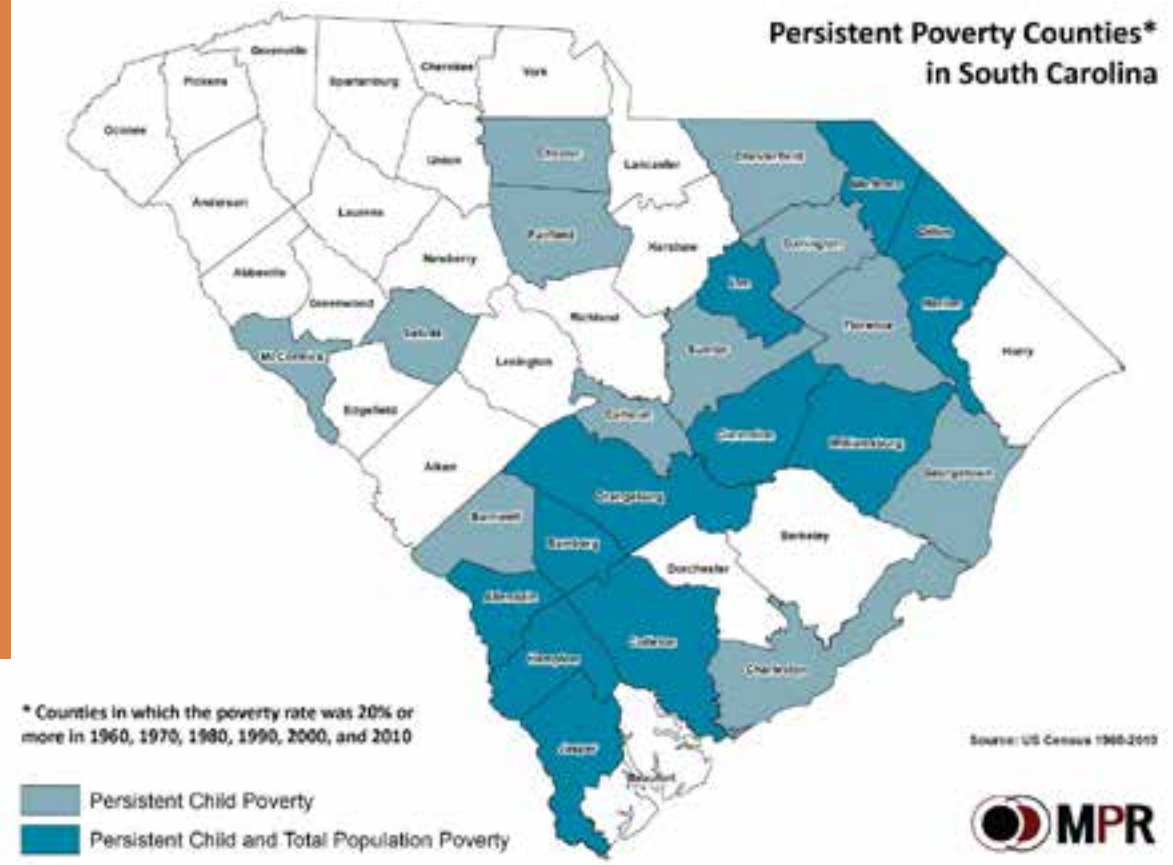 Persistent Poverty Counties*
in South Carolina
Greenville
Cherokee
York
Pickens
Spartanburg
Oconee
Union
Chester
Lancaster
Chesterfield
Marlboro
Anderson
Laurens
Fairfield
Kershaw
Darlington
Dillon
Newberry
Abbeville
Lee
Greenwood
Richland
Marion
Saluda
Florence
Sumter
McCormick
Lexington
Horry
Edgefield
Calhoun
Clarendon
Williamsburg
Aiken
Georgetown
Orangeburg
Barnwell
Bamberg
Berkeley
Dorchester
Allendale
Colleton
Hampton
Charleston
* Counties in which the poverty rate was 20% or
more in 1960, 1970, 1980, 1990, 2000, and 2010
Source: US Census 1960-2010
Jasper
Beaufort
Persistent Child Poverty
Persistent Child and Total Population Poverty
MPR